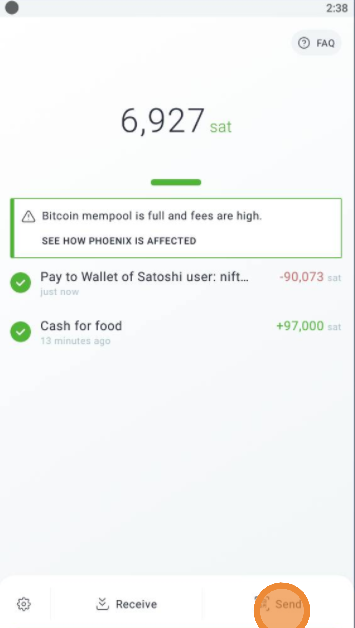 2:38
FAQ
6,927 sat
Bitcoin mempool is full and fees are high.
SEE HOW PHOENIX IS AFFECTED
Pay to Wallet of Satoshi user: nift... -90,073 sat
just now
Cash for food +97,000 sat
13 minutes ago
Receive Send